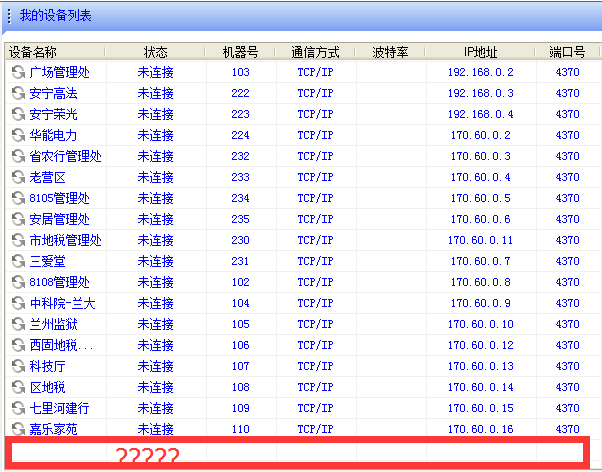 我的设备列表
设备名称 状态 机器号 通信方式 波特率 IP地址 端口号
广场管理处 未连接 103 TCP/IP 192.168.0.2 4370
安宁高法 未连接 222 TCP/IP 192.168.0.3 4370
安宁荣光 未连接 223 TCP/IP 192.168.0.4 4370
华能电力 未连接 224 TCP/IP 170.60.0.2 4370
省农行管理处 未连接 232 TCP/IP 170.60.0.3 4370
老营区 未连接 233 TCP/IP 170.60.0.4 4370
8105管理处 未连接 234 TCP/IP 170.60.0.5 4370
安居管理处 未连接 235 TCP/IP 170.60.0.6 4370
市地税管理处 未连接 230 TCP/IP 170.60.0.11 4370
三爱堂 未连接 231 TCP/IP 170.60.0.7 4370
8108管理处 未连接 102 TCP/IP 170.60.0.8 4370
中科院-兰大 未连接 104 TCP/IP 170.60.0.9 4370
兰州监狱 未连接 105 TCP/IP 170.60.0.10 4370
西固地税... 未连接 106 TCP/IP 170.60.0.12 4370
科技厅 未连接 107 TCP/IP 170.60.0.13 4370
区地税 未连接 108 TCP/IP 170.60.0.14 4370
七里河建行 未连接 109 TCP/IP 170.60.0.15 4370
嘉乐家苑 未连接 110 TCP/IP 170.60.0.16 4370
?????